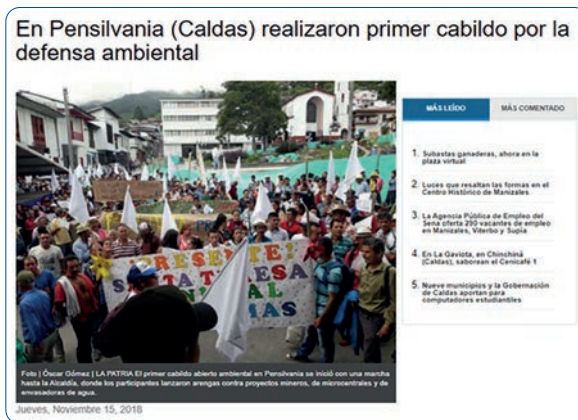 En Pensilvania (Caldas) realizaron primer cabildo por la
defensa ambiental
MÁS LEÍDO
MÁS COMENTADO
1. Subastas ganaderas, ahora en la
plaza virtual
2. Luces que resaltan las formas en el
Centro Histórico de Manizales
3. La Agencia Pública de Empleo del
Sena oferta 290 vacantes de empleo
en Manizales, Viterbo y Supía
4. En La Gaviota, en Chinchiná
(Caldas), saborean el Cenicafé 1
5. Nueve municipios y la Gobernación
de Caldas aportan para
computadores estudiantiles
¡PRESENTE!
SANTA TERESA
Foto | Óscar Gómez | LA PATRIA El primer cabildo abierto ambiental en Pensilvania se inició con una marcha
hasta la Alcaldía, donde los participantes lanzaron arengas contra proyectos mineros, de microcentrales y de
envasadoras de agua.
Jueves, Noviembre 15, 2018